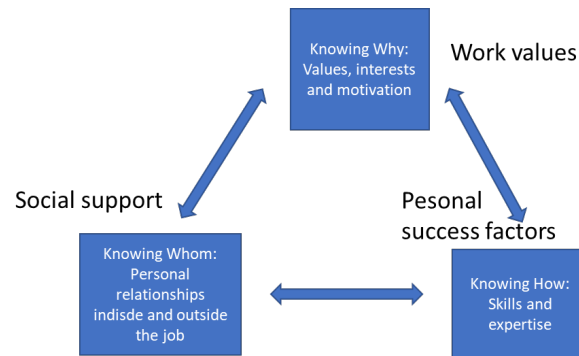 Knowing Why:
Values, interests
and motivation
Work values
Social support
Pesonal
success factors
Knowing Whom:
Personal
relationships
indisde and outside
the job
Knowing How:
Skills and
expertise